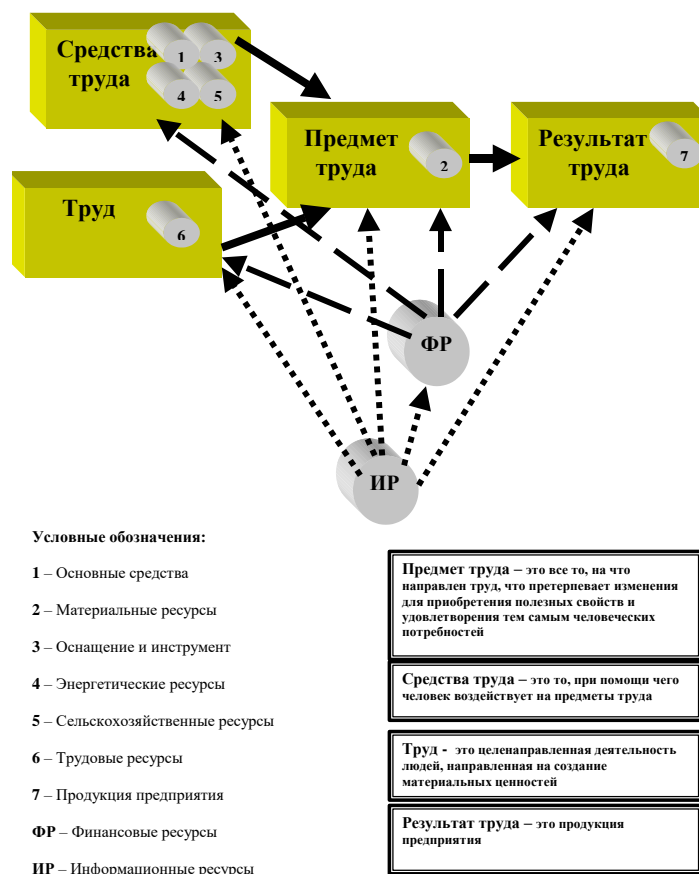 Средства
труда
1
3
4
5
Предмет
труда
2
Результат
труда
7
Труд
6
ФР
ИР
Условные обозначения:
1 – Основные средства
2 – Материальные ресурсы
3 – Оснащение и инструмент
4 – Энергетические ресурсы
5 – Сельскохозяйственные ресурсы
6 – Трудовые ресурсы
7 – Продукция предприятия
ФР – Финансовые ресурсы
ИР – Информационные ресурсы
Предмет труда – это все то, на что
направлен труд, что претерпевает изменения
для приобретения полезных свойств и
удовлетворения тем самым человеческих
потребностей
Средства труда – это то, при помощи чего
человек воздействует на предметы труда
Труд - это целенаправленная деятельность
людей, направленная на создание
материальных ценностей
Результат труда – это продукция
предприятия